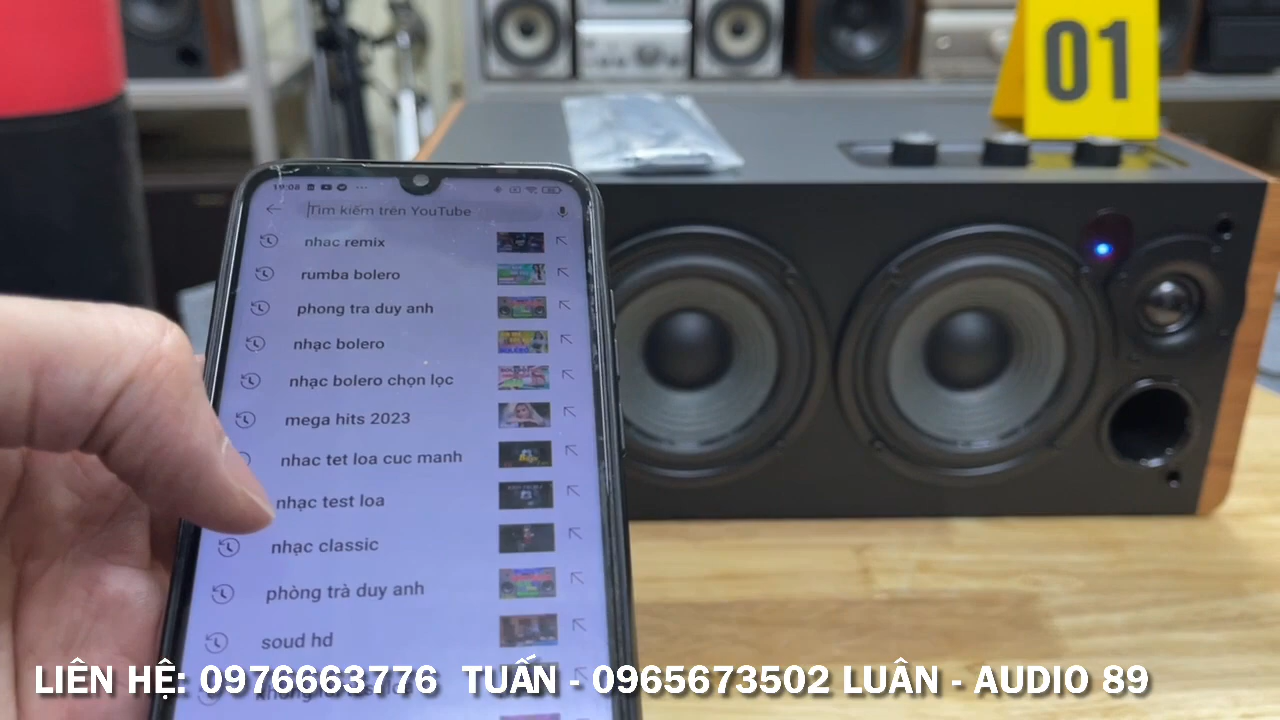 01
19:08
Tìm kiếm trên YouTube
nhac remix
rumba bolero
phong tra duy anh
nhạc bolero
nhạc bolero chọn lọc
mega hits 2023
nhac tet loa cuc manh
nhạc test loa
nhạc classic
phòng trà duy anh
soud hd
LIÊN HỆ: 0976663776 TUẤN - 0965673502 LUÂN - AUDIO 89